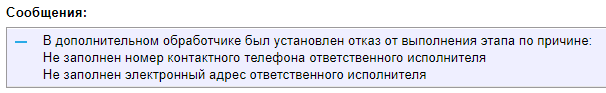 Сообщения:
В дополнительном обработчике был установлен отказ от выполнения этапа по причине:
Не заполнен номер контактного телефона ответственного исполнителя
Не заполнен электронный адрес ответственного исполнителя